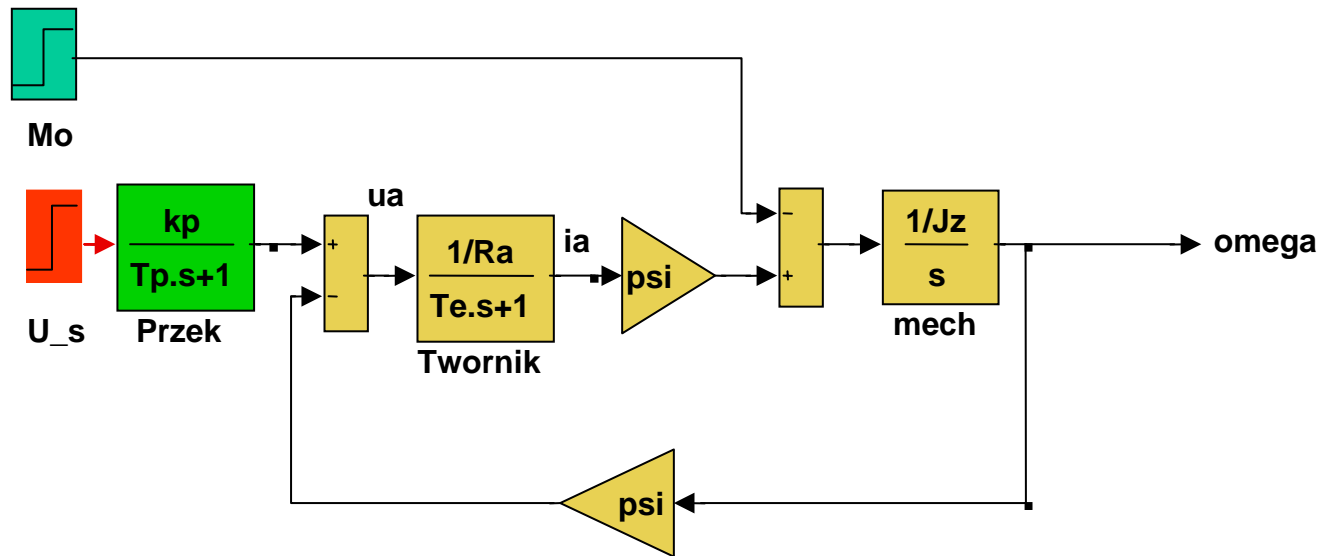 Mo
U_s
kp
Tp.s+1
Przek
+
-
ua
1/Ra
Te.s+1
Twornik
ia
psi
-
+
1/Jz
s
mech
omega
psi